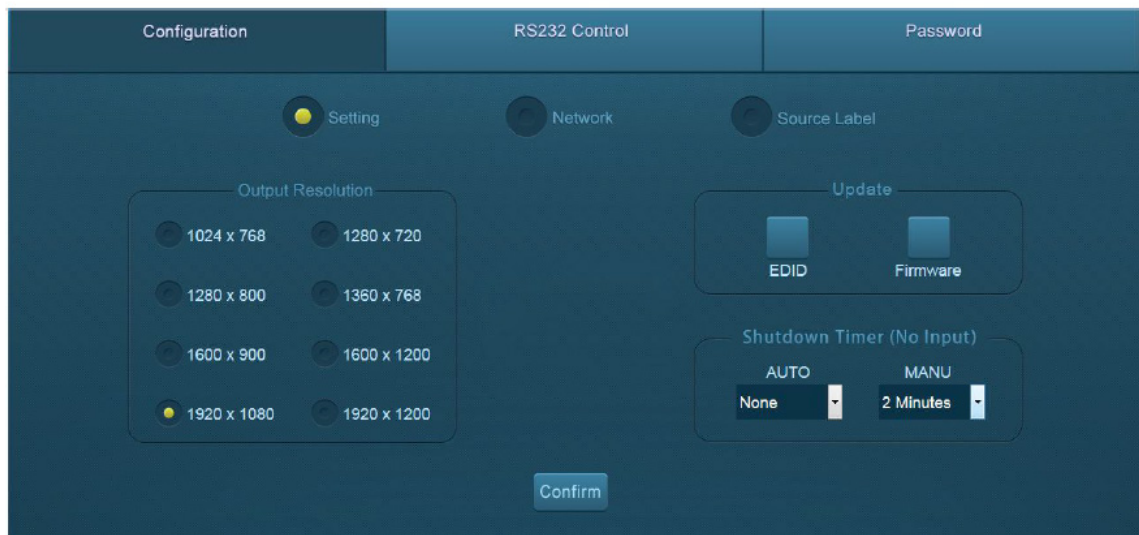 Configuration
RS232 Control
Password
Setting
Network
Source Label
Output Resolution
1024 x 768
1280 x 720
1280 x 800
1360 x 768
1600 x 900
1600 x 1200
1920 x 1080
1920 x 1200
Update
EDID
Firmware
Shutdown Timer (No Input)
AUTO
MANU
None
2 Minutes
Confirm